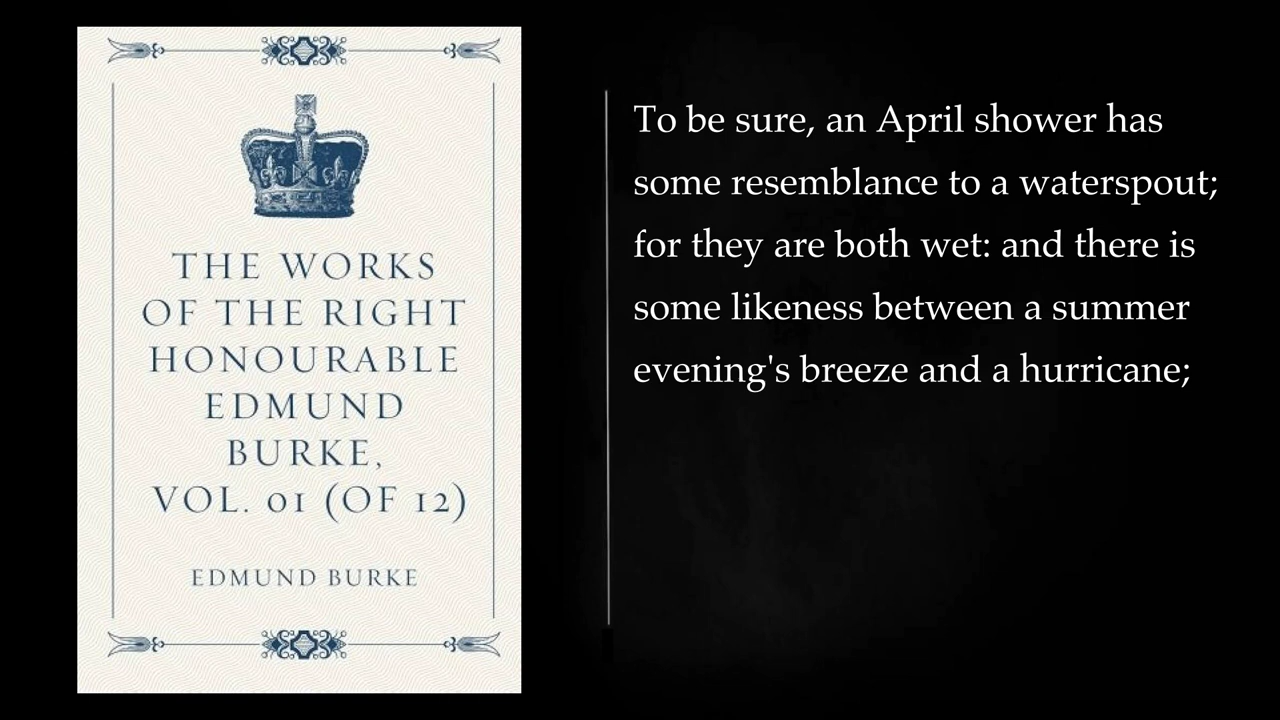 THE WORKS
OF THE RIGHT
HONOURABLE
EDMUND
BURKE,
VOL. 01 (OF 12)
EDMUND BURKE
To be sure, an April shower has
some resemblance to a waterspout;
for they are both wet: and there is
some likeness between a summer
evening's breeze and a hurricane;